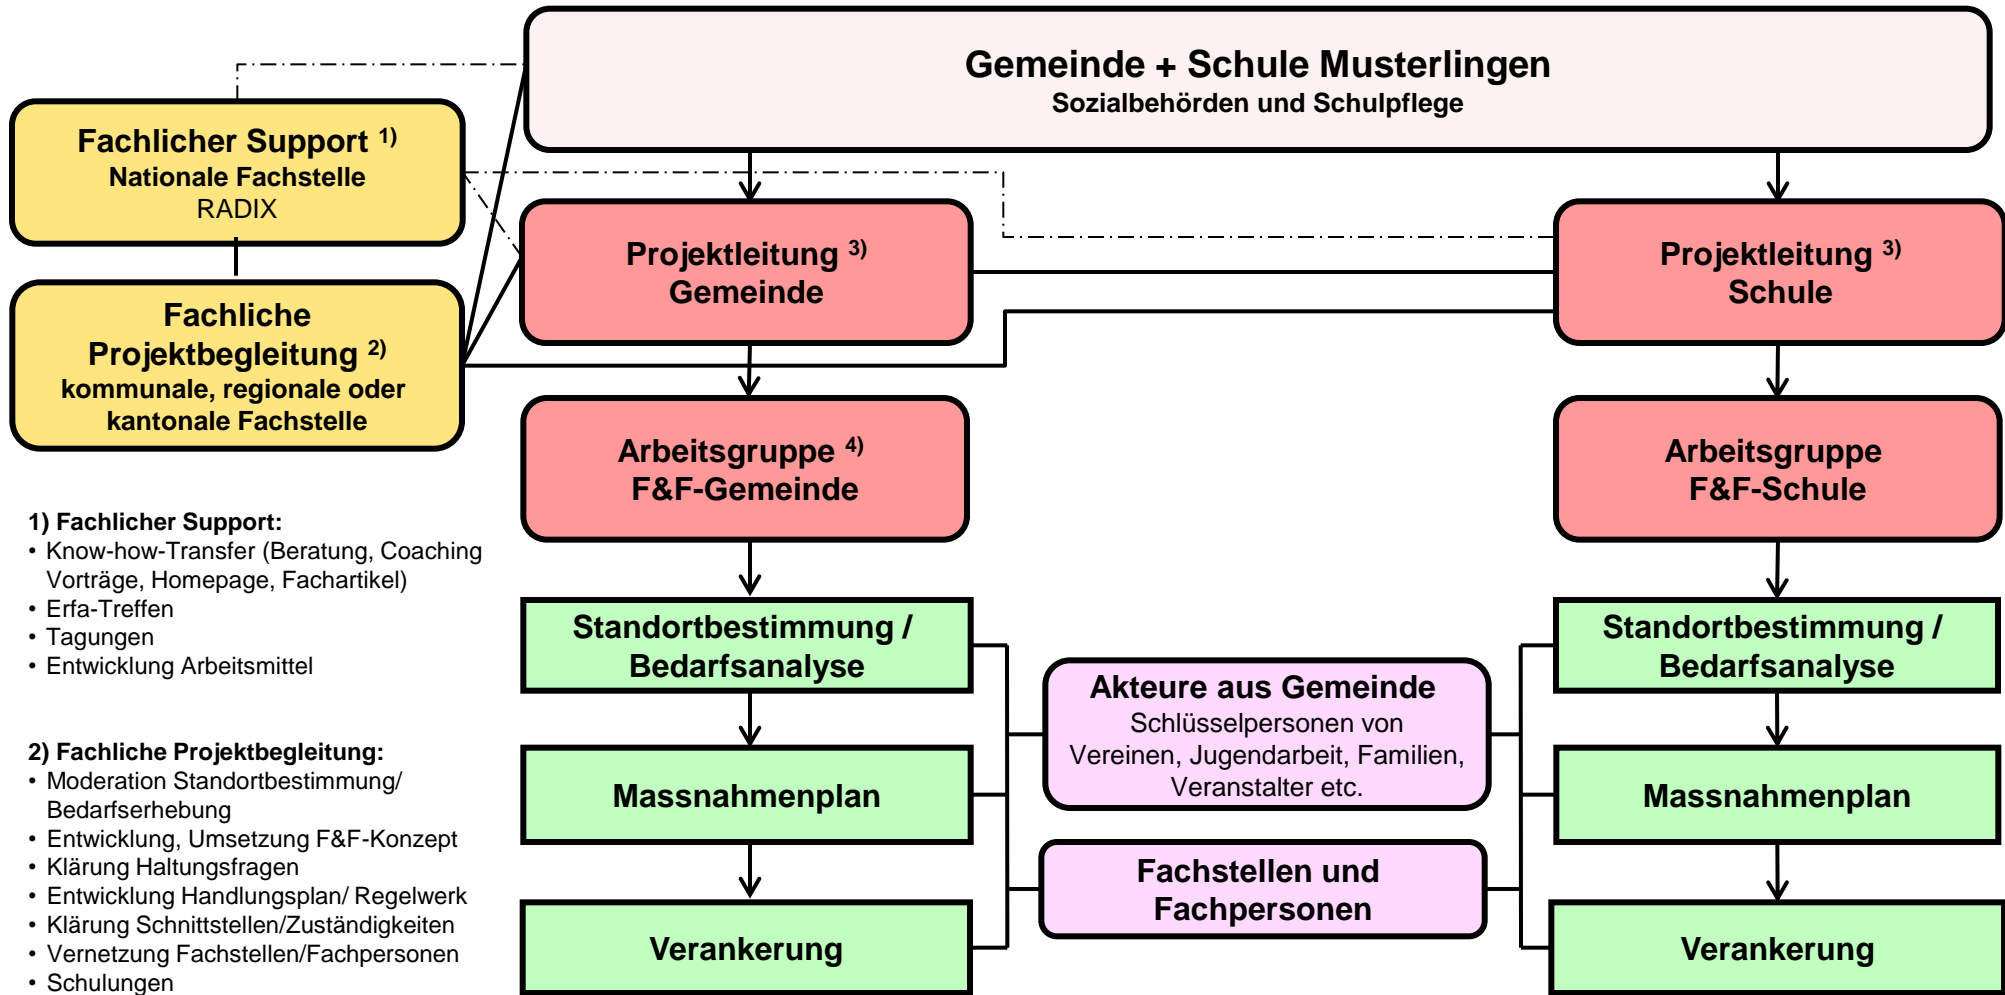 Gemeinde + Schule Musterlingen
Sozialbehörden und Schulpflege
Fachlicher Support 1)
Nationale Fachstelle
RADIX
Projektleitung 3)
Gemeinde
Projektleitung 3)
Schule
Fachliche
Projektbegleitung 2)
kommunale, regionale oder
kantonale Fachstelle
Arbeitsgruppe 4)
F&F-Gemeinde
Arbeitsgruppe
F&F-Schule
1) Fachlicher Support:
• Know-how-Transfer (Beratung, Coaching
Vorträge, Homepage, Fachartikel)
• Erfa-Treffen
• Tagungen
• Entwicklung Arbeitsmittel
2) Fachliche Projektbegleitung:
• Moderation Standortbestimmung/
Bedarfserhebung
• Entwicklung, Umsetzung F&F-Konzept
• Klärung Haltungsfragen
• Entwicklung Handlungsplan/ Regelwerk
• Klärung Schnittstellen/Zuständigkeiten
• Vernetzung Fachstellen/Fachpersonen
• Schulungen
Standortbestimmung /
Bedarfsanalyse
Massnahmenplan
Verankerung
Akteure aus Gemeinde
Schlüsselpersonen von
Vereinen, Jugendarbeit, Familien,
Veranstalter etc.
Fachstellen und
Fachpersonen
Standortbestimmung /
Bedarfsanalyse
Massnahmenplan
Verankerung